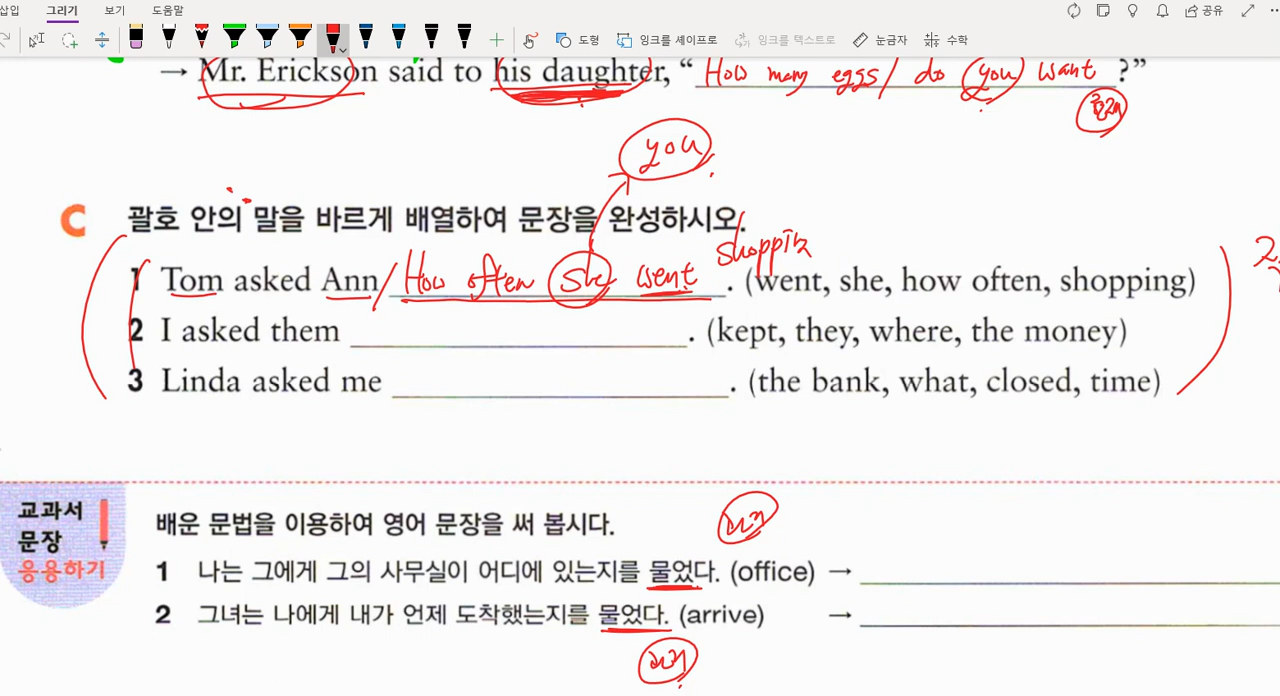 삽입 그리기 보기 도움말
도형 잉크를 셰이프로 잉크를 텍스트로 눈금자 수학 공유
→ Mr. Erickson said to his daughter, “ How many eggs / do you want ?”
you
C 괄호 안의 말을 바르게 배열하여 문장을 완성하시오.
1 Tom asked Ann / How often she went shopping . (went, she, how often, shopping)
2 I asked them ______. (kept, they, where, the money)
3 Linda asked me ______. (the bank, what, closed, time)
교과서
문장
응용하기
배운 문법을 이용하여 영어 문장을 써 봅시다.
1 나는 그에게 그의 사무실이 어디에 있는지를 물었다. (office) →
2 그녀는 나에게 내가 언제 도착했는지를 물었다. (arrive) →